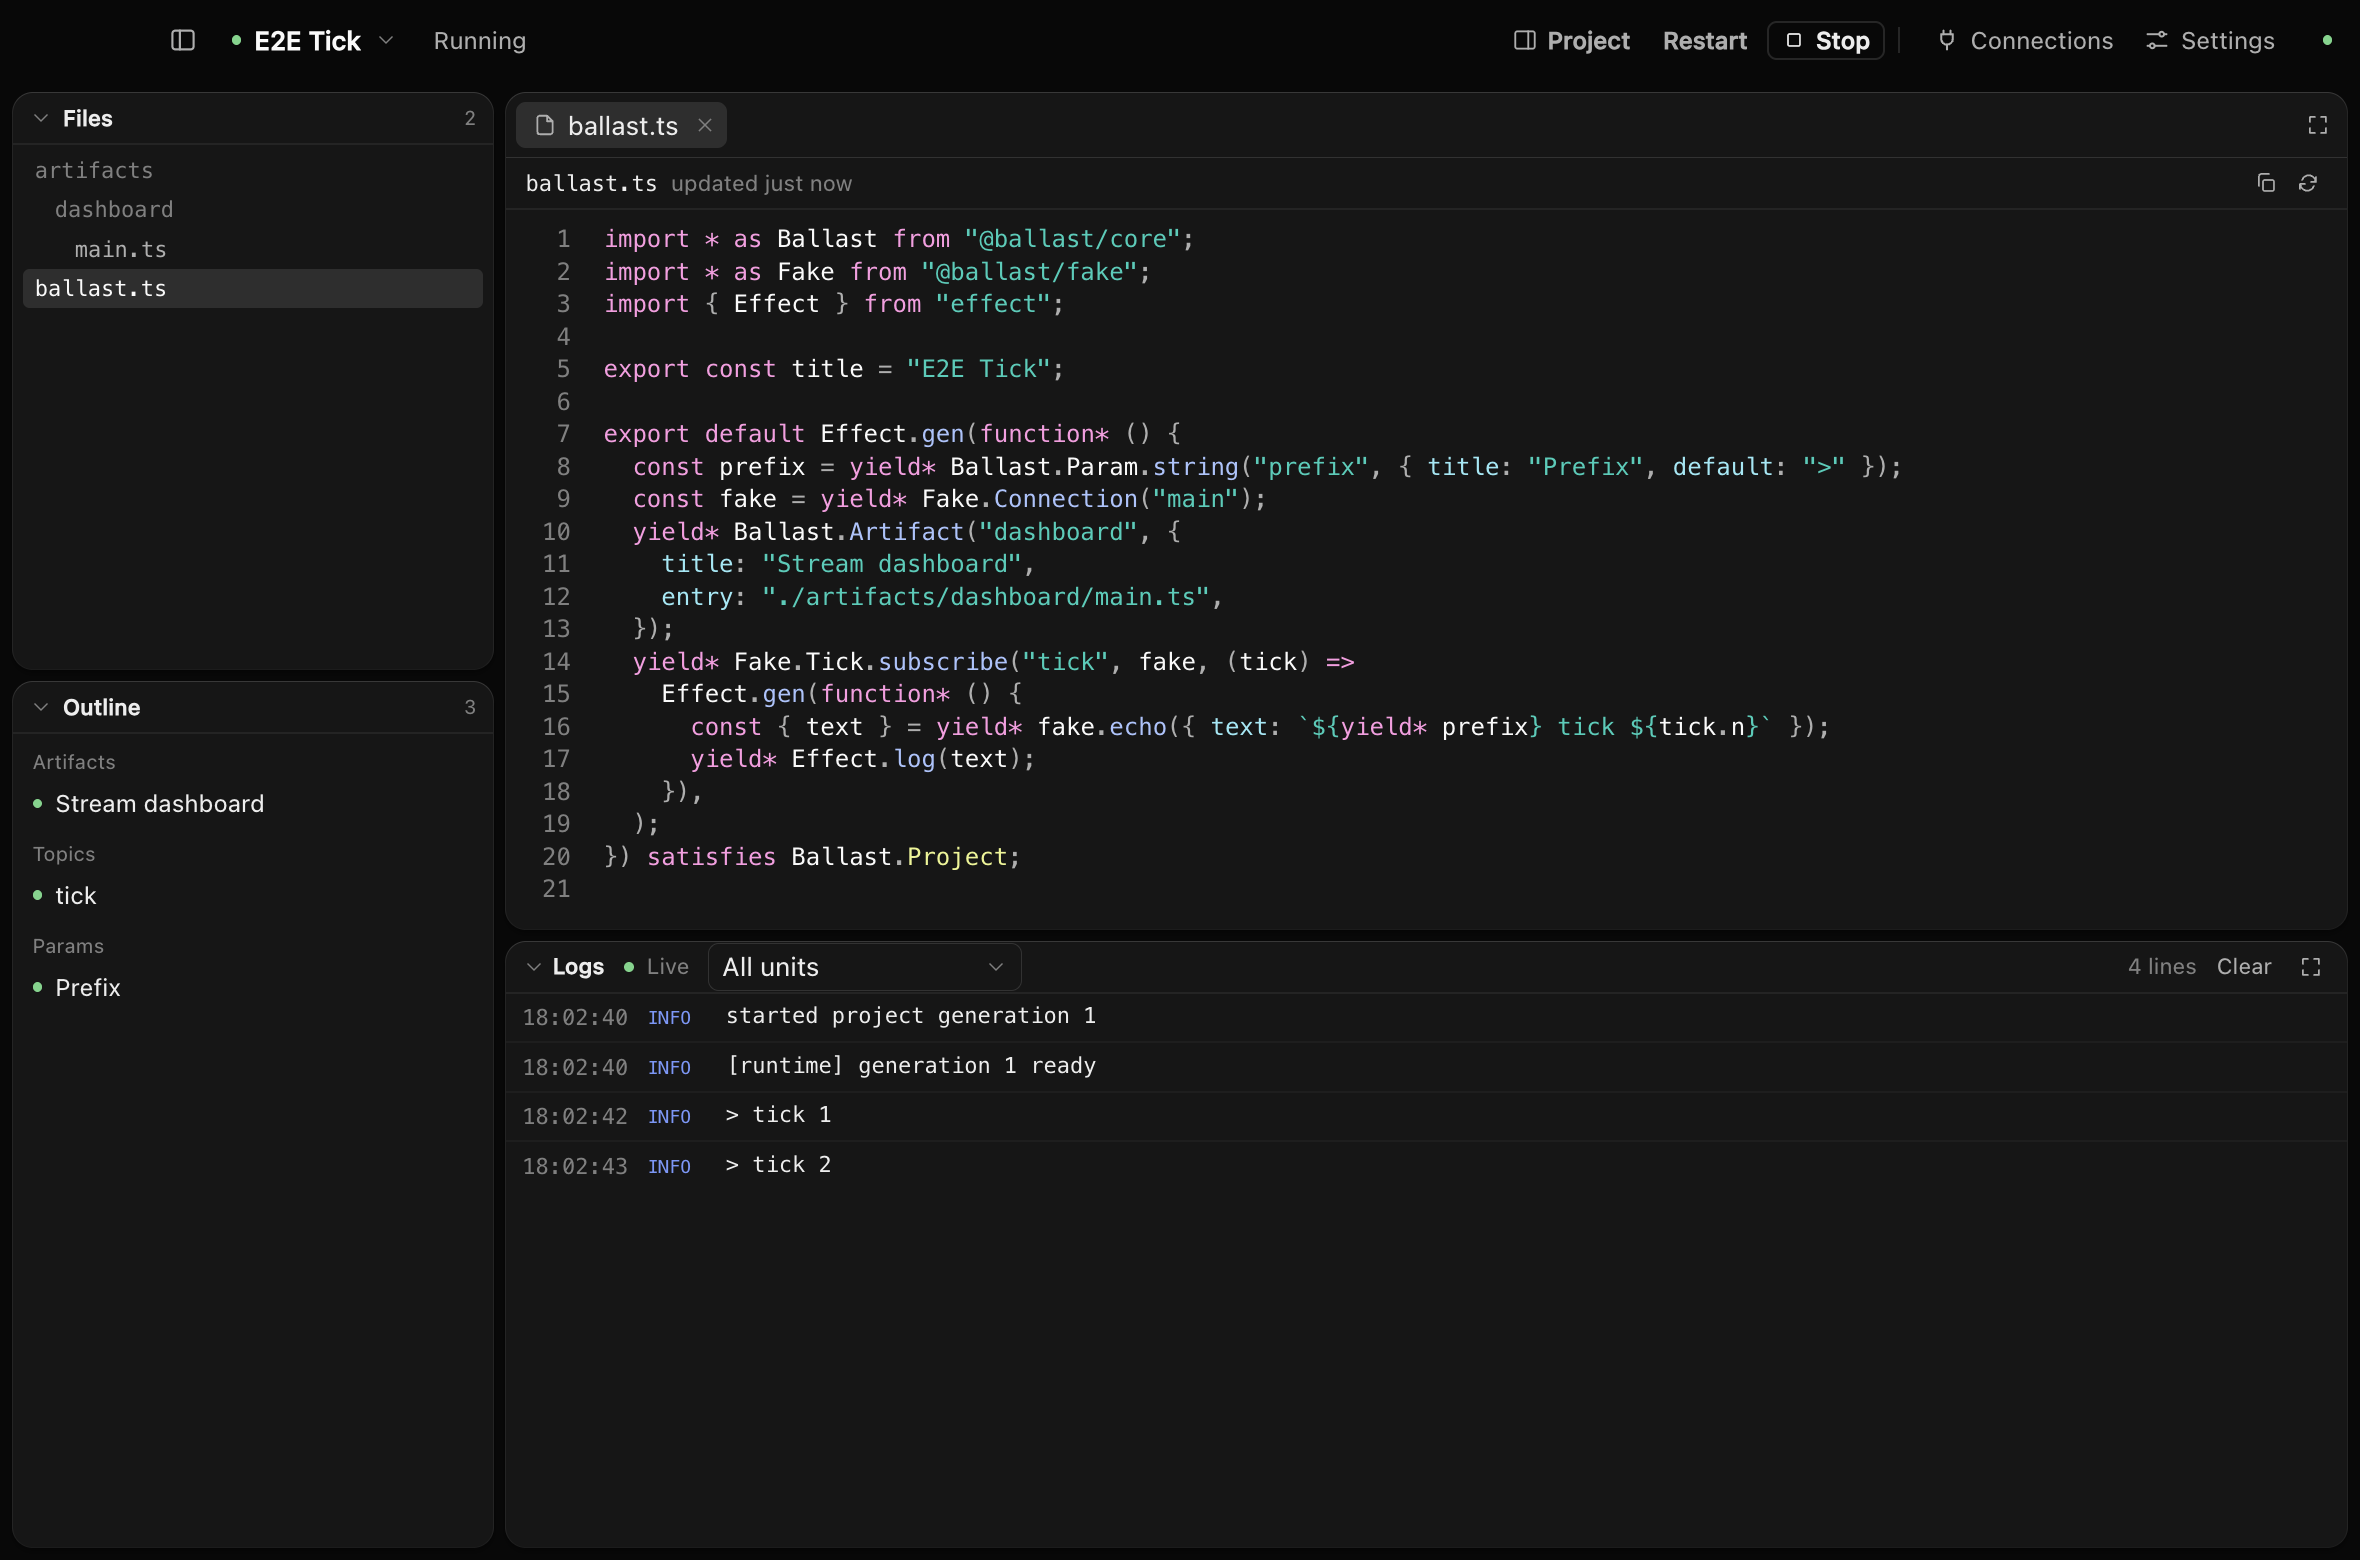 E2E Tick Running Project Restart Stop Connections Settings
Files 2
artifacts
dashboard
main.ts
ballast.ts
Outline 3
Artifacts
Stream dashboard
Topics
tick
Params
Prefix
ballast.ts
ballast.ts updated just now
1 import * as Ballast from "@ballast/core";
2 import * as Fake from "@ballast/fake";
3 import { Effect } from "effect";
4
5 export const title = "E2E Tick";
6
7 export default Effect.gen(function* () {
8   const prefix = yield* Ballast.Param.string("prefix", { title: "Prefix", default: ">" });
9   const fake = yield* Fake.Connection("main");
10   yield* Ballast.Artifact("dashboard", {
11     title: "Stream dashboard",
12     entry: "./artifacts/dashboard/main.ts",
13   });
14   yield* Fake.Tick.subscribe("tick", fake, (tick) =>
15     Effect.gen(function* () {
16       const { text } = yield* fake.echo({ text: `${yield* prefix} tick ${tick.n}` });
17       yield* Effect.log(text);
18     }),
19   );
20 }) satisfies Ballast.Project;
21
Logs Live All units 4 lines Clear
18:02:40 INFO started project generation 1
18:02:40 INFO [runtime] generation 1 ready
18:02:42 INFO > tick 1
18:02:43 INFO > tick 2